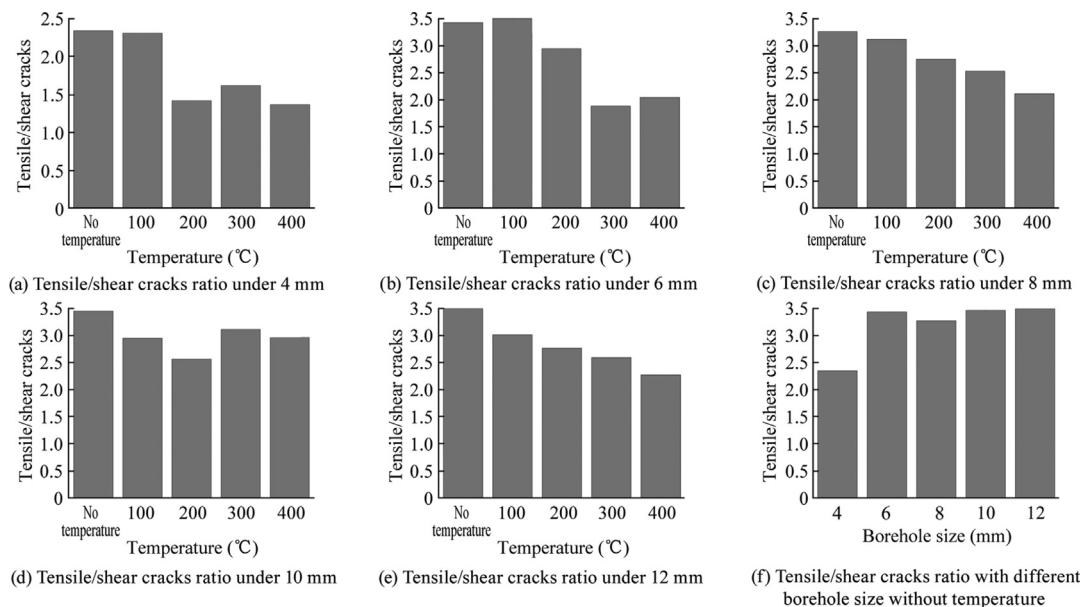 Tensile/shear cracks
2.5
2.0
1.5
1.0
0.5
0
No temperature
100
200
300
400
Temperature (℃)
(a) Tensile/shear cracks ratio under 4 mm
Tensile/shear cracks
3.5
3.0
2.5
2.0
1.5
1.0
0.5
0
No temperature
100
200
300
400
Temperature (℃)
(b) Tensile/shear cracks ratio under 6 mm
Tensile/shear cracks
3.5
3.0
2.5
2.0
1.5
1.0
0.5
0
No temperature
100
200
300
400
Temperature (℃)
(c) Tensile/shear cracks ratio under 8 mm
Tensile/shear cracks
3.5
3.0
2.5
2.0
1.5
1.0
0.5
0
No temperature
100
200
300
400
Temperature (℃)
(d) Tensile/shear cracks ratio under 10 mm
Tensile/shear cracks
3.5
3.0
2.5
2.0
1.5
1.0
0.5
0
No temperature
100
200
300
400
Temperature (℃)
(e) Tensile/shear cracks ratio under 12 mm
Tensile/shear cracks
3.5
3.0
2.5
2.0
1.5
1.0
0.5
0
4
6
8
10
12
Borehole size (mm)
(f) Tensile/shear cracks ratio with different
borehole size without temperature